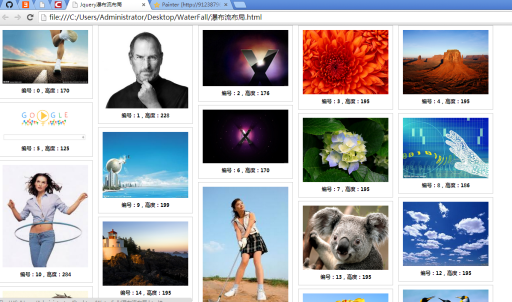 Jquery瀑布流布局
Painter (http://912387
file:///C:/Users/Administrator/Desktop/WaterFall/瀑布流布局.html
编号：0，高度：170
编号：1，高度：220
编号：2，高度：176
编号：3，高度：195
编号：4，高度：195
GOOGLE
编号：5，高度：125
编号：6，高度：170
编号：7，高度：195
编号：8，高度：186
编号：9，高度：199
编号：10，高度：284
编号：12，高度：195
编号：13，高度：195
编号：14，高度：195